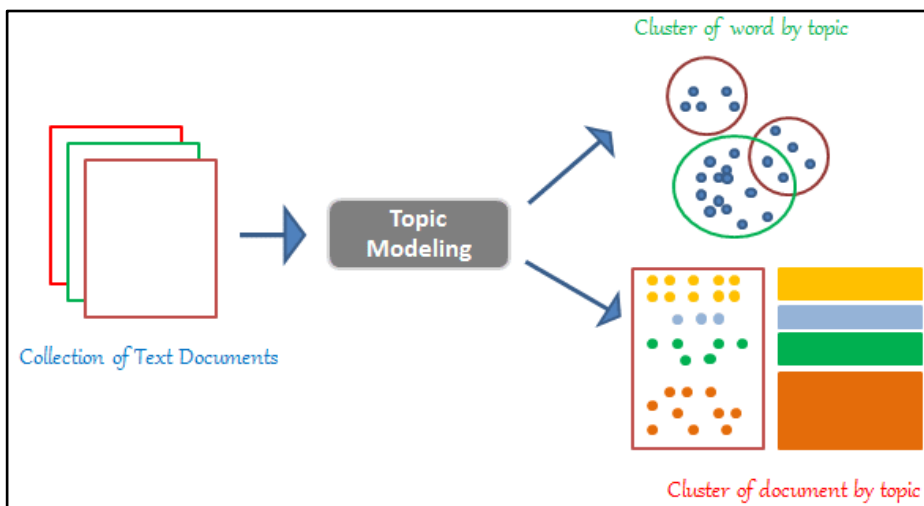 Cluster of word by topic
Topic
Modeling
Collection of Text Documents
Cluster of document by topic